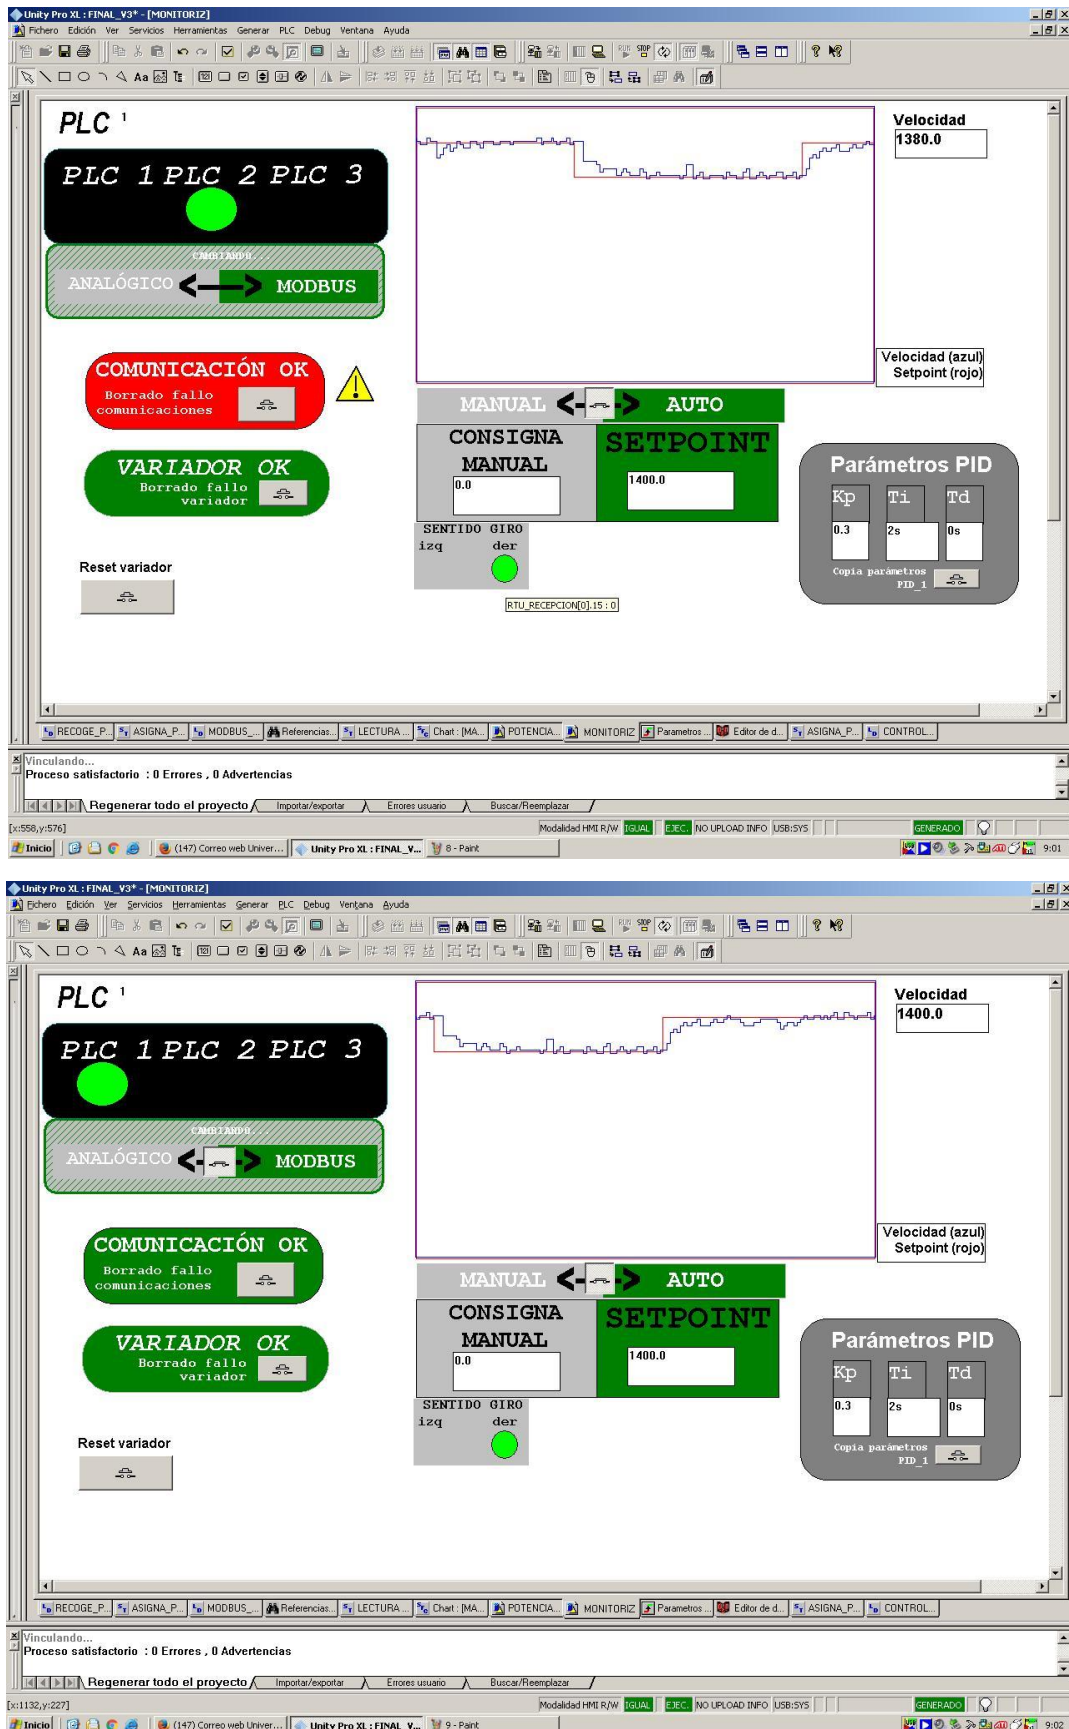 Unity Pro XL : FINAL_V3* - [MONITORIZ]
Fichero Edición Ver Servicios Herramientas Generar PLC Debug Ventana Ayuda
PLC 1
PLC 1 PLC 2 PLC 3
CAMBIANDO...
ANALÓGICO MODBUS
COMUNICACIÓN OK
Borrado fallo
comunicaciones
VARIADOR OK
Borrado fallo
variador
Reset variador
Velocidad
1380.0
Velocidad (azul)
Setpoint (rojo)
MANUAL AUTO
CONSIGNA
MANUAL
0.0
SETPOINT
1400.0
SENTIDO GIRO
izq der
RTU_RECEPCION[0].15 : 0
Parámetros PID
Kp Ti Td
0.3 2s 0s
Copia parámetros
PID_1
RECOGE_P... ASIGNA_P... MODBUS_... Referencias... LECTURA ... Chart : [MA... POTENCIA... MONITORIZ Parametros ... Editor de d... ASIGNA_P... CONTROL...
Vinculando...
Proceso satisfactorio : 0 Errores , 0 Advertencias
Regenerar todo el proyecto Importar/exportar Errores usuario Buscar/Reemplazar
[x:558,y:576] Modalidad HMI R/W IGUAL EJEC. NO UPLOAD INFO USB:SYS GENERADO
Inicio (147) Correo web Univer... Unity Pro XL : FINAL_V... 8 - Paint 9:01
Unity Pro XL : FINAL_V3* - [MONITORIZ]
Fichero Edición Ver Servicios Herramientas Generar PLC Debug Ventana Ayuda
PLC 1
PLC 1 PLC 2 PLC 3
CAMBIANDO...
ANALÓGICO MODBUS
COMUNICACIÓN OK
Borrado fallo
comunicaciones
VARIADOR OK
Borrado fallo
variador
Reset variador
Velocidad
1400.0
Velocidad (azul)
Setpoint (rojo)
MANUAL AUTO
CONSIGNA
MANUAL
0.0
SETPOINT
1400.0
SENTIDO GIRO
izq der
Parámetros PID
Kp Ti Td
0.3 2s 0s
Copia parámetros
PID_1
RECOGE_P... ASIGNA_P... MODBUS_... Referencias... LECTURA ... Chart : [MA... POTENCIA... MONITORIZ Parametros ... Editor de d... ASIGNA_P... CONTROL...
Vinculando...
Proceso satisfactorio : 0 Errores , 0 Advertencias
Regenerar todo el proyecto Importar/exportar Errores usuario Buscar/Reemplazar
[x:1132,y:227] Modalidad HMI R/W IGUAL EJEC. NO UPLOAD INFO USB:SYS GENERADO
Inicio (147) Correo web Univer... Unity Pro XL : FINAL_V... 9 - Paint 9:02